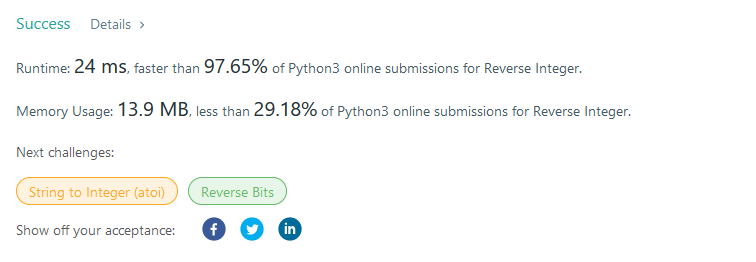 Success Details >
Runtime: 24 ms, faster than 97.65% of Python3 online submissions for Reverse Integer.
Memory Usage: 13.9 MB, less than 29.18% of Python3 online submissions for Reverse Integer.
Next challenges:
String to Integer (atoi) Reverse Bits
Show off your acceptance: f in